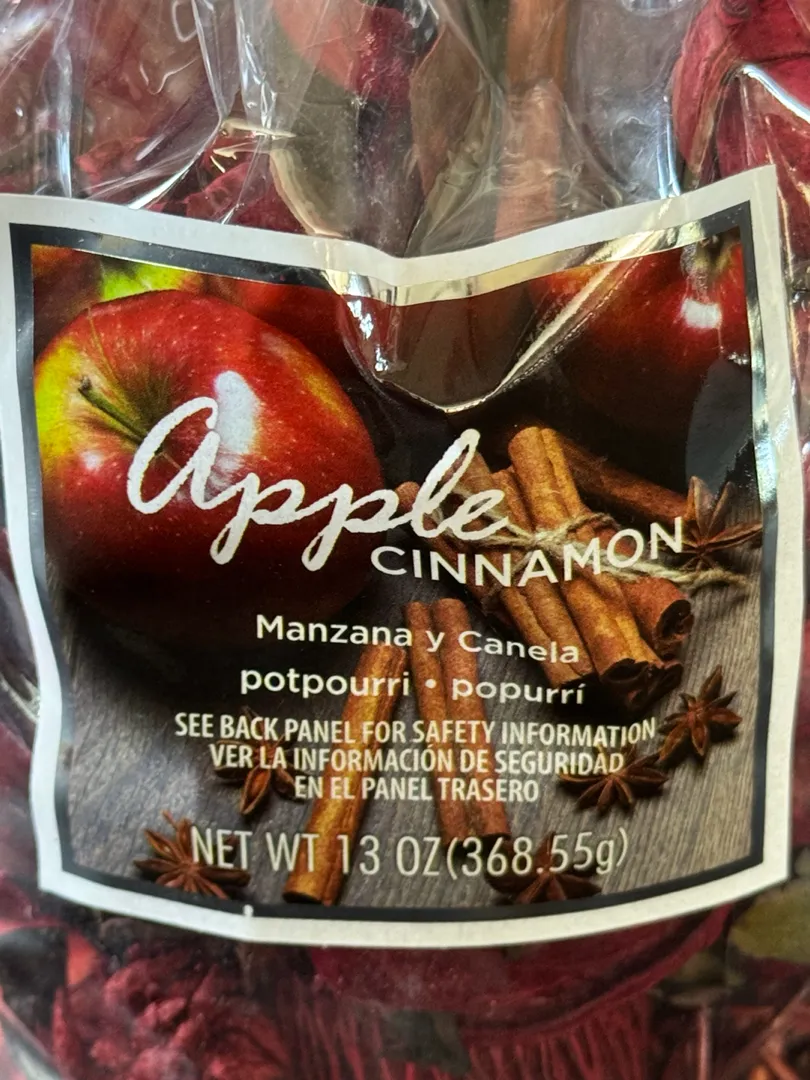 Apple
CINNAMON
Manzana y Canela
potpourri • popurrí
SEE BACK PANEL FOR SAFETY INFORMATION
VER LA INFORMACIÓN DE SEGURIDAD
EN EL PANEL TRASERO
NET WT 13 OZ(368.55g)